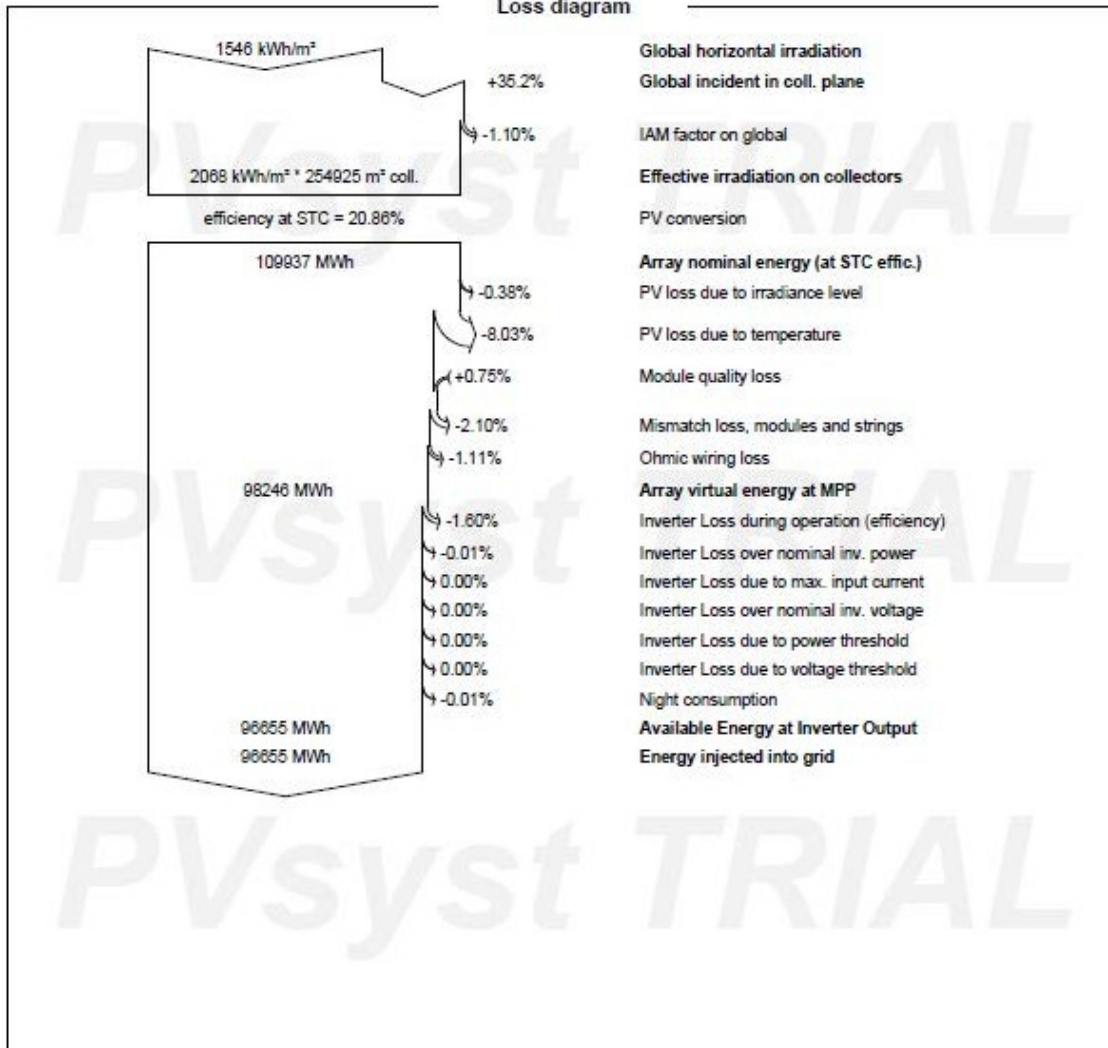 Loss diagram
1546 kWh/m² Global horizontal irradiation
+35.2% Global incident in coll. plane
-1.10% IAM factor on global
2068 kWh/m² * 254925 m² coll. Effective irradiation on collectors
efficiency at STC = 20.86% PV conversion
109937 MWh Array nominal energy (at STC effic.)
-0.38% PV loss due to irradiance level
-8.03% PV loss due to temperature
+0.75% Module quality loss
-2.10% Mismatch loss, modules and strings
-1.11% Ohmic wiring loss
98246 MWh Array virtual energy at MPP
-1.60% Inverter Loss during operation (efficiency)
-0.01% Inverter Loss over nominal inv. power
0.00% Inverter Loss due to max. input current
0.00% Inverter Loss over nominal inv. voltage
0.00% Inverter Loss due to power threshold
0.00% Inverter Loss due to voltage threshold
-0.01% Night consumption
96655 MWh Available Energy at Inverter Output
96655 MWh Energy injected into grid
PVsyst TRIAL
PVsyst TRIAL
PVsyst TRIAL